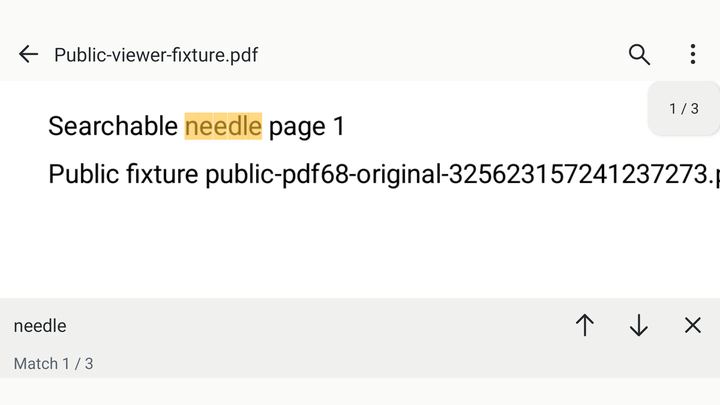 Public-viewer-fixture.pdf
1 / 3
Searchable needle page 1
Public fixture public-pdf68-original-325623157241237273.p
needle
Match 1 / 3